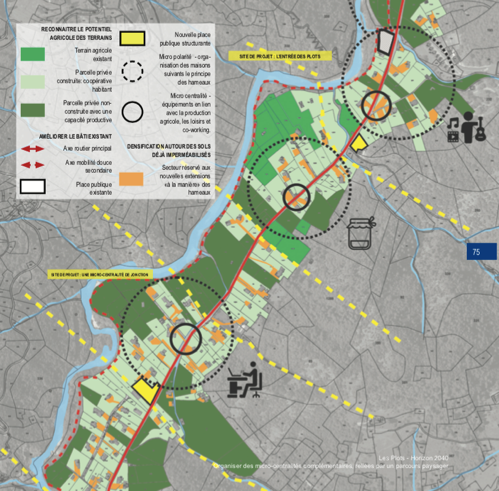 RECONNAITRE LE POTENTIEL
AGRICOLE DES TERRAINS
Terrain agricole
existant
Parcelle privée
construite: co-opérative
habitant
Parcelle privée non-
construite avec une
capacité productive
AMÉLIORER LE BÂTI EXISTANT
Axe routier principal
Axe mobilité douce
secondaire
Place publique
existante
Nouvelle place
publique structurante
Micro polarité - orga-
nisation des maisons
suivants le principe
des hameaux
Micro centralité -
équipements en lien
avec la production
agricole, les loisirs et
co-working.
DENSIFICATION AUTOUR DES SOLS
DÉJÀ IMPERMÉABILISÉS
Secteur réservé aux
nouvelles extensions
«à la manière» des
hameaux
SITE DE PROJET : L'ENTRÉE DES FLOTS
SITE DE PROJET : UNE MICRO-CENTRALITÉ DE JONCTION
75
Les Plots - Horizon 2040
Organiser des micro-centralités complémentaires, reliées par un parcours paysager